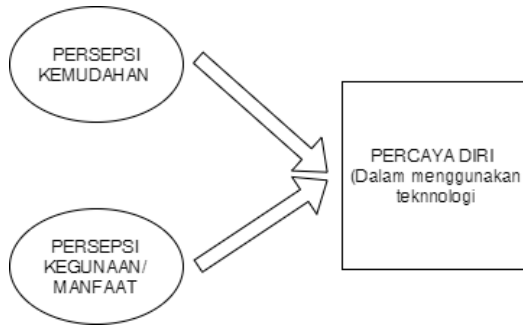 PERSEPSI
KEMUDAHAN
PERCAYA DIRI
(Dalam menggunakan
teknnologi
PERSEPSI
KEGUNAAN/
MANFAAT